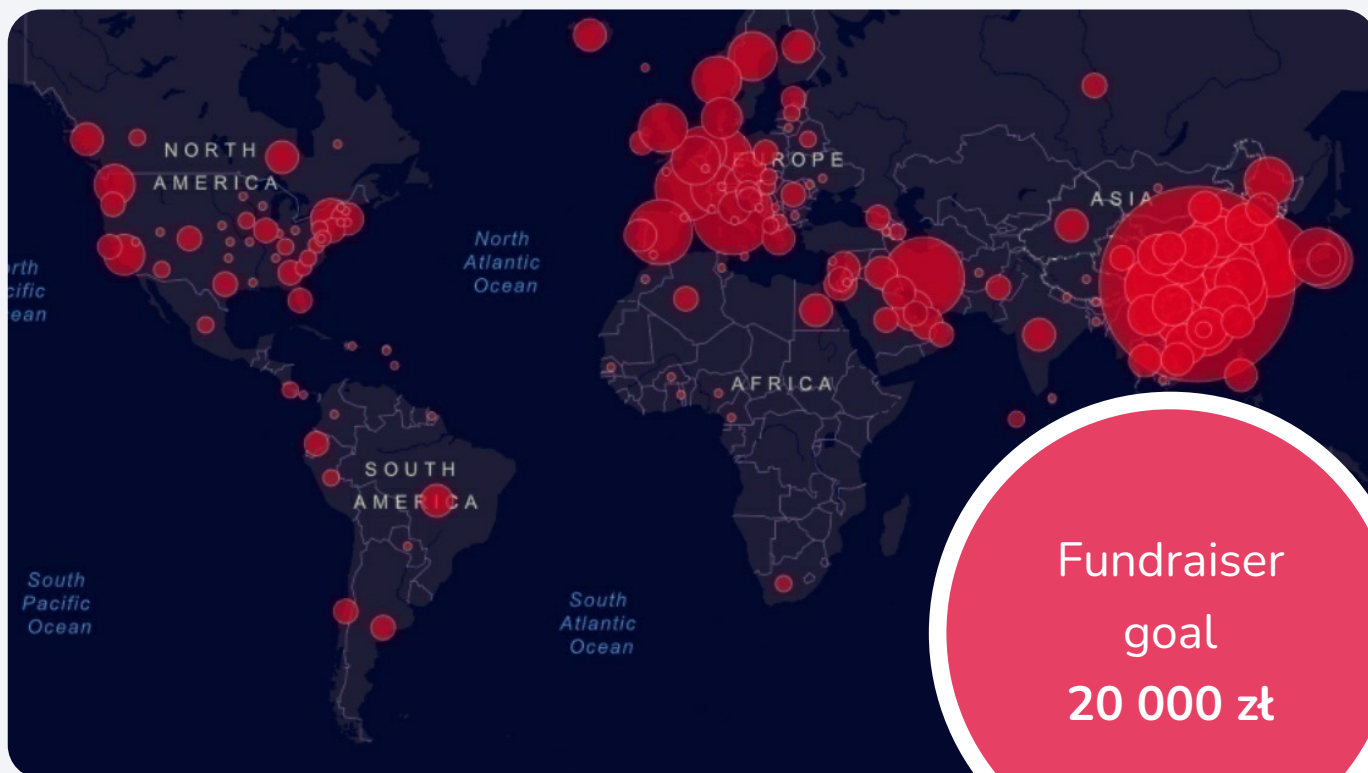 NORTH
AMERICA
EUROPE
ASIA
North
Atlantic
Ocean
AFRICA
SOUTH
AMERICA
South
Pacific
Ocean
South
Atlantic
Ocean
Fundraiser
goal
20 000 zł